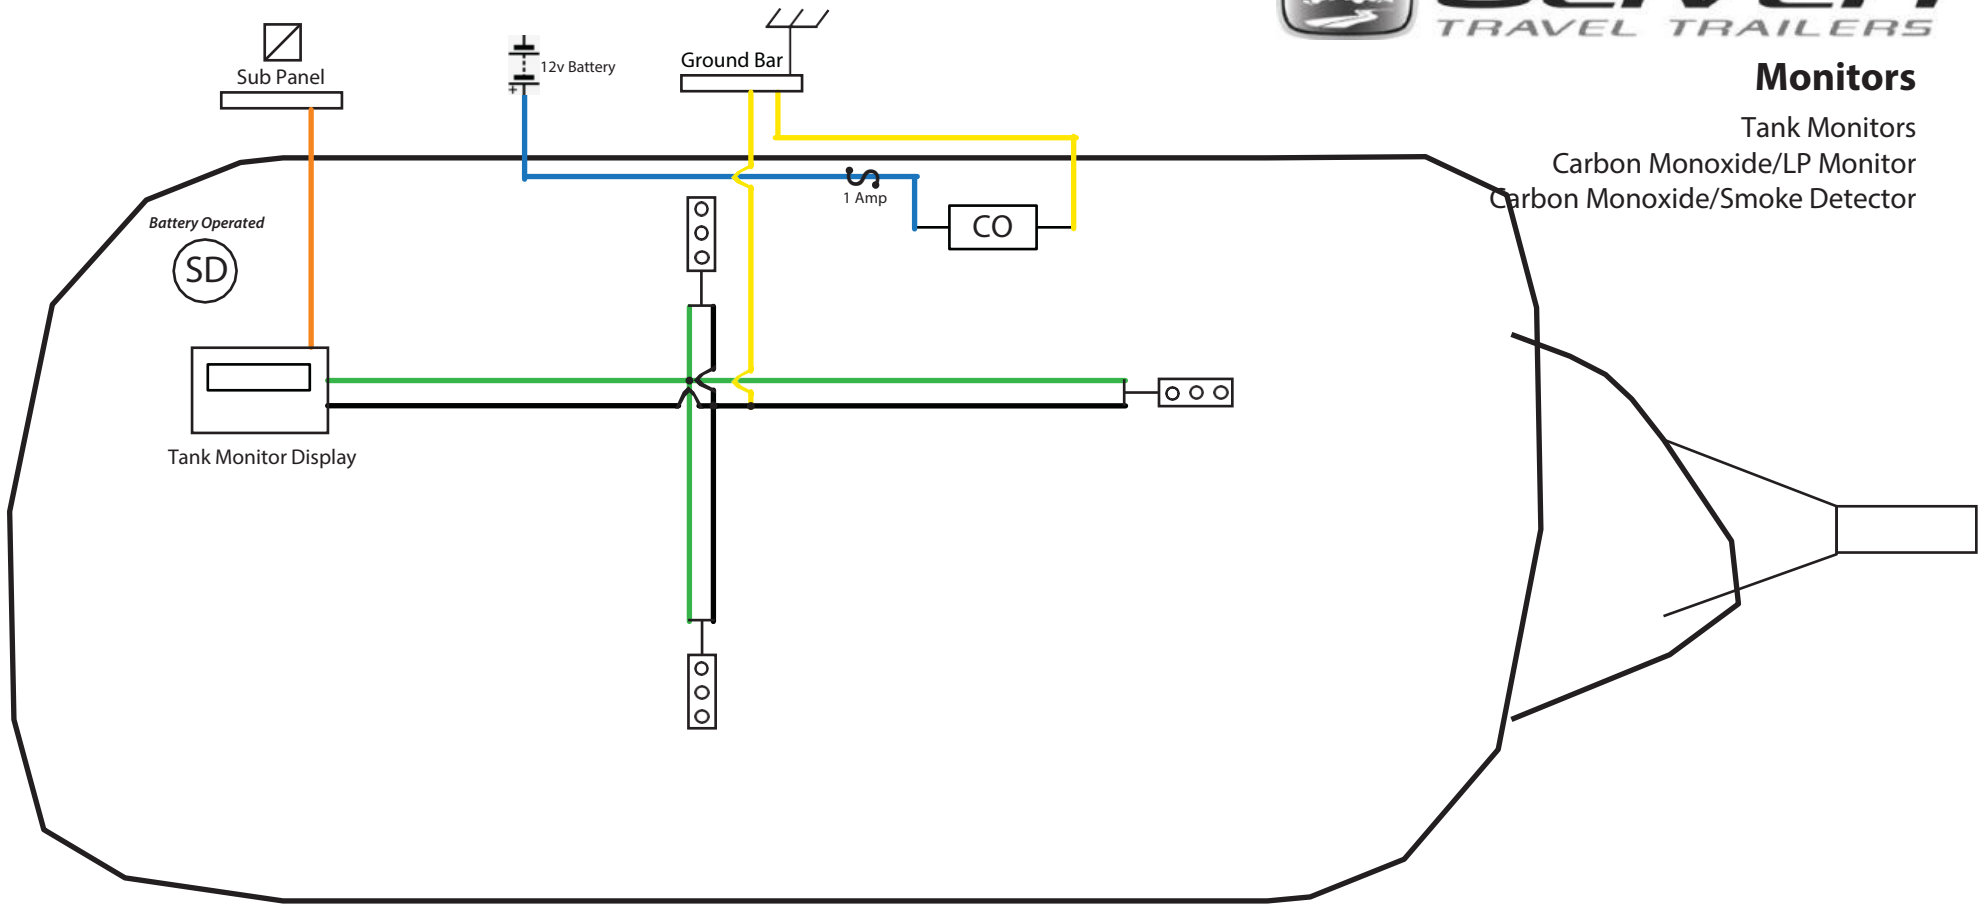 TRAVEL TRAILERS
Monitors
Tank Monitors
Carbon Monoxide/LP Monitor
Carbon Monoxide/Smoke Detector
Sub Panel
12v Battery
+
Ground Bar
1 Amp
CO
Battery Operated
SD
Tank Monitor Display